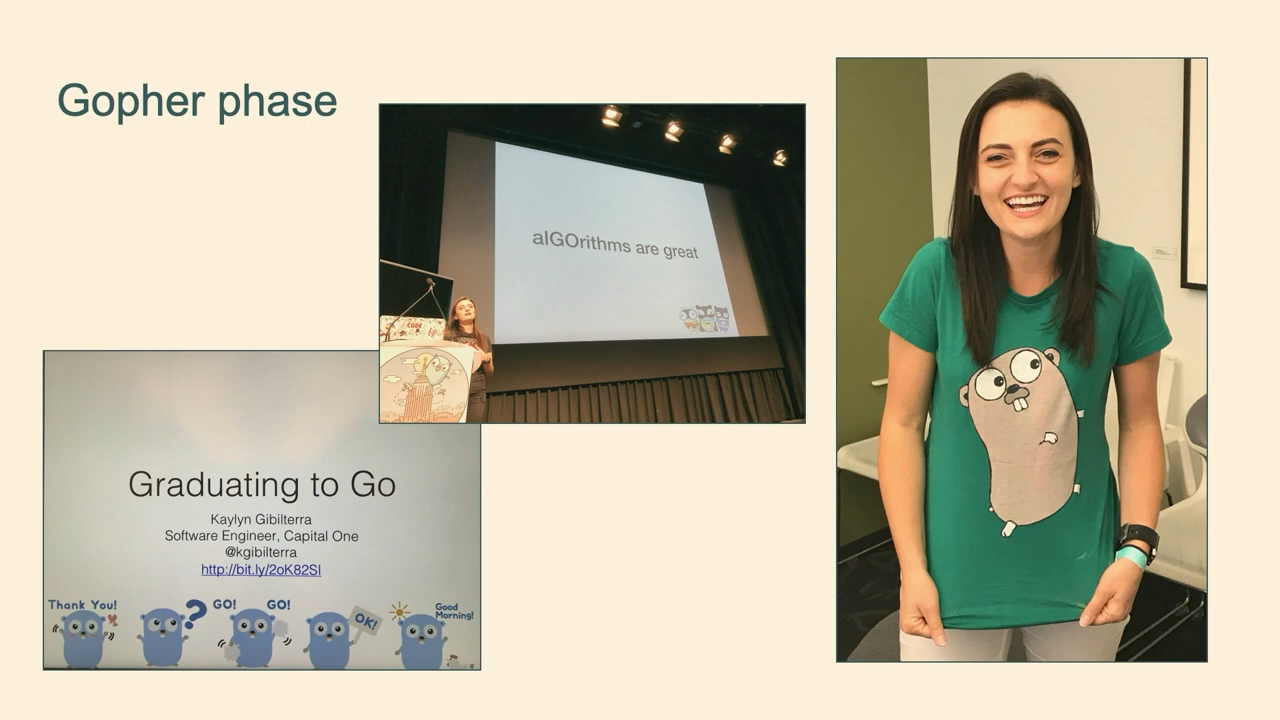 Gopher phase
alGOrithms are great
CODE
Graduating to Go
Kaylyn Gibilterra
Software Engineer, Capital One
@kgibilterra
http://bit.ly/2oK82SI
Thank You!
?
GO! GO!
OK!
Good
Morning!